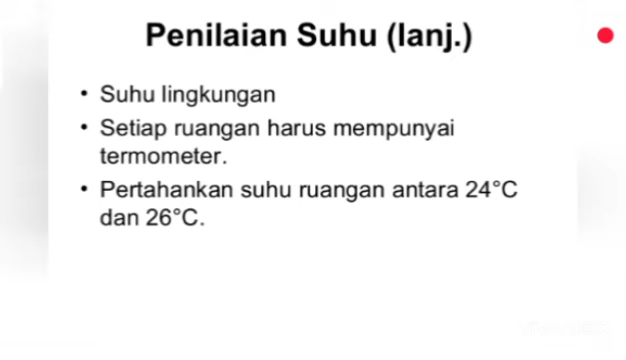 Penilaian Suhu (lanj.)
• Suhu lingkungan
• Setiap ruangan harus mempunyai
termometer.
• Pertahankan suhu ruangan antara 24°C
dan 26°C.